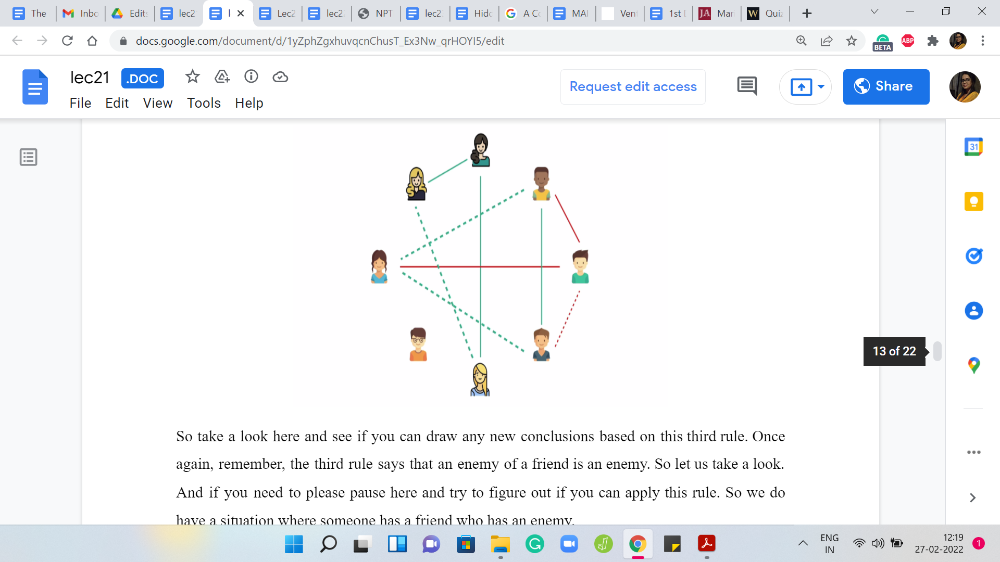 The
Inbo
Edits
lec2
l
Lec2
lec2
NPT
lec2
Hido
A Co
MAI
Vent
1st D
JA Mar
W Quiz
docs.google.com/document/d/1yZphZgxhuvqcnChusT_Ex3Nw_qrHOYI5/edit
BETA
ABP
lec21 .DOC
Request edit access
Share
File Edit View Tools Help
31
13 of 22
So take a look here and see if you can draw any new conclusions based on this third rule. Once
again, remember, the third rule says that an enemy of a friend is an enemy. So let us take a look.
And if you need to please pause here and try to figure out if you can apply this rule. So we do
have a situation where someone has a friend who has an enemy.
ENG
IN
12:19
27-02-2022
1